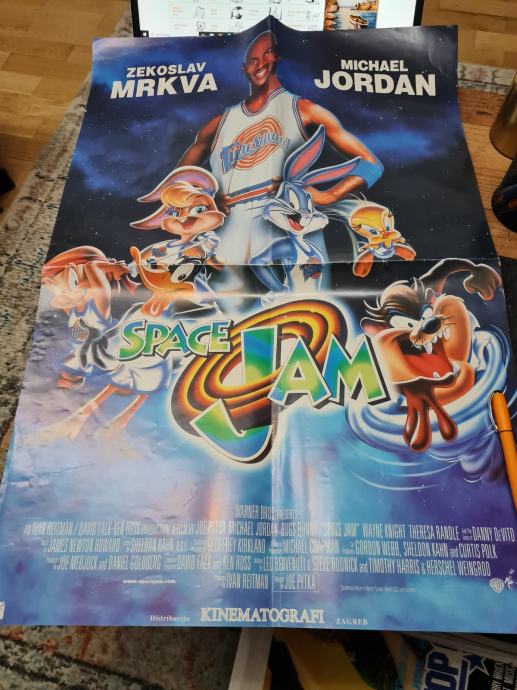 ZEKOSLAV
MRKVA
MICHAEL
JORDAN
SPACE JAM
WARNER BROS. PRESENTS
IVAN REITMAN / DAVID FALK-KEN ROSS PRODUCTION A FILM BY JOE PYTKA MICHAEL JORDAN BUGS BUNNY "SPACE JAM" WAYNE KNIGHT THERESA RANDLE DANNY DEVITO
JAMES NEWTON HOWARD SHELDON KAHN GEOFFREY KIRKLAND MICHAEL CHAPMAN GORDON WEBB, SHELDON KAHN and CURTIS POLK
JOE MEDJUCK and DANIEL GOLDBERG DAVID FALK and KEN ROSS LEO BENVENUTI & STEVE RUDNICK and TIMOTHY HARRIS & HERSCHEL WEINGROD
www.spacejam.com
IVAN REITMAN
JOE PYTKA
Distribucija KINEMATOGRAFI ZAGREB